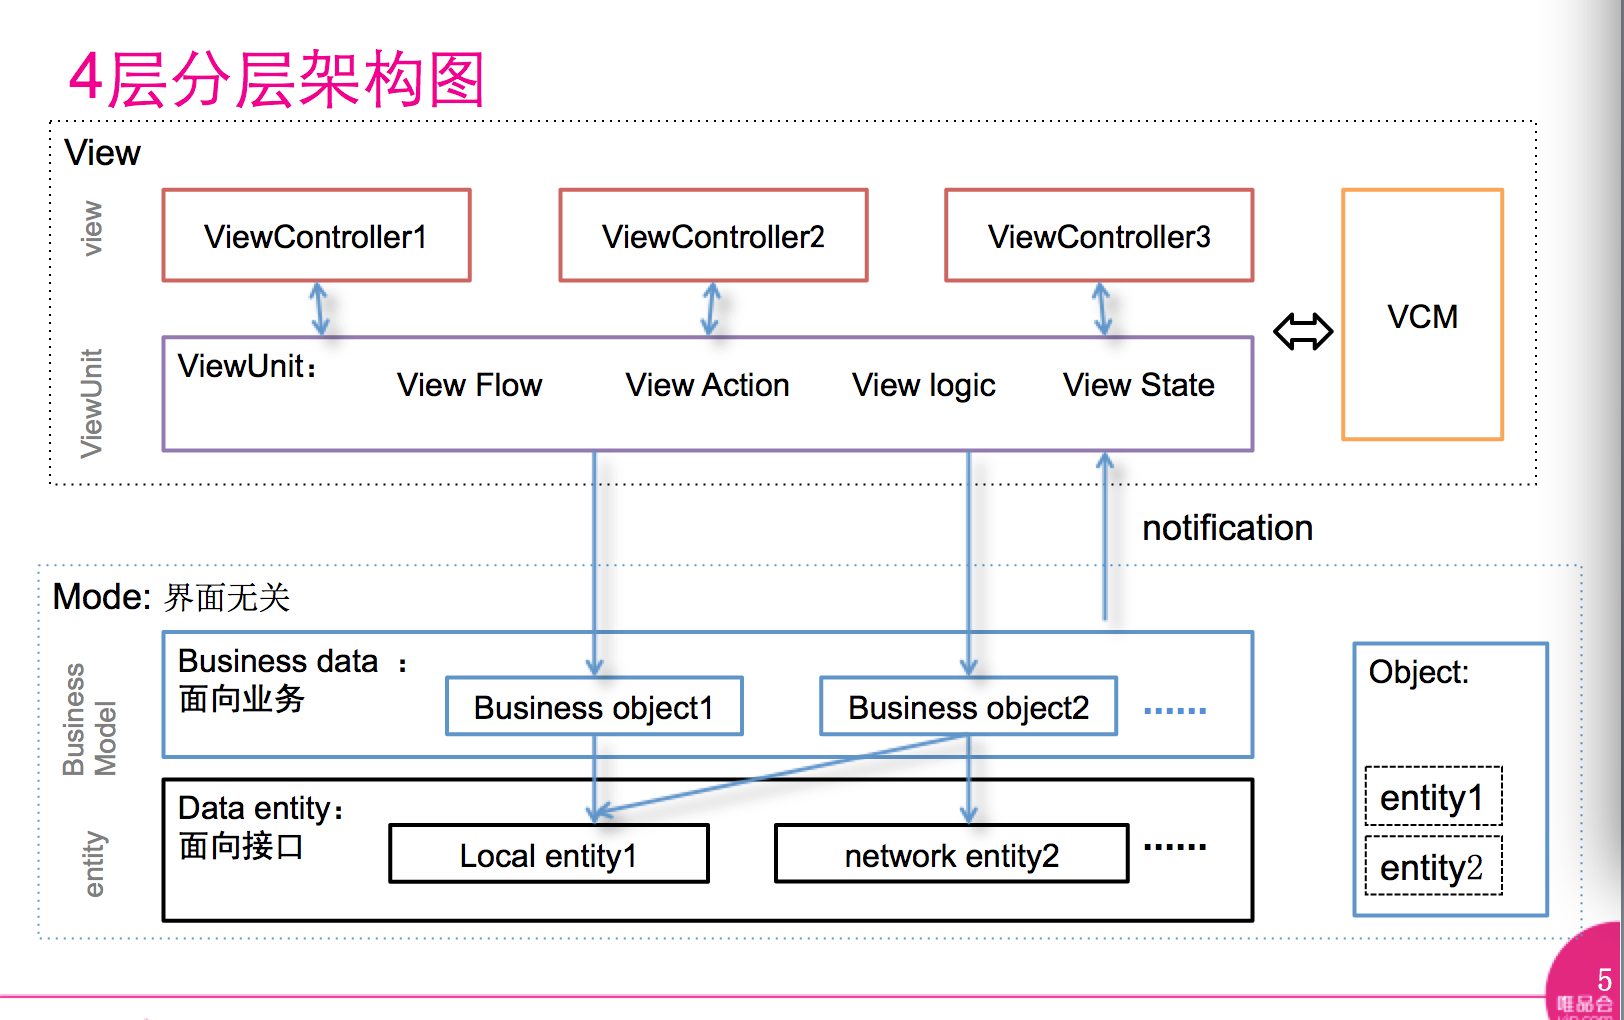 4层分层架构图
View
view
ViewController1
ViewController2
ViewController3
VCM
ViewUnit
ViewUnit：
View Flow
View Action
View logic
View State
notification
Mode: 界面无关
Business
Model
Business data ：
面向业务
Business object1
Business object2
......
Object:
entity1
entity2
entity
Data entity：
面向接口
Local entity1
network entity2
......
5
唯品会